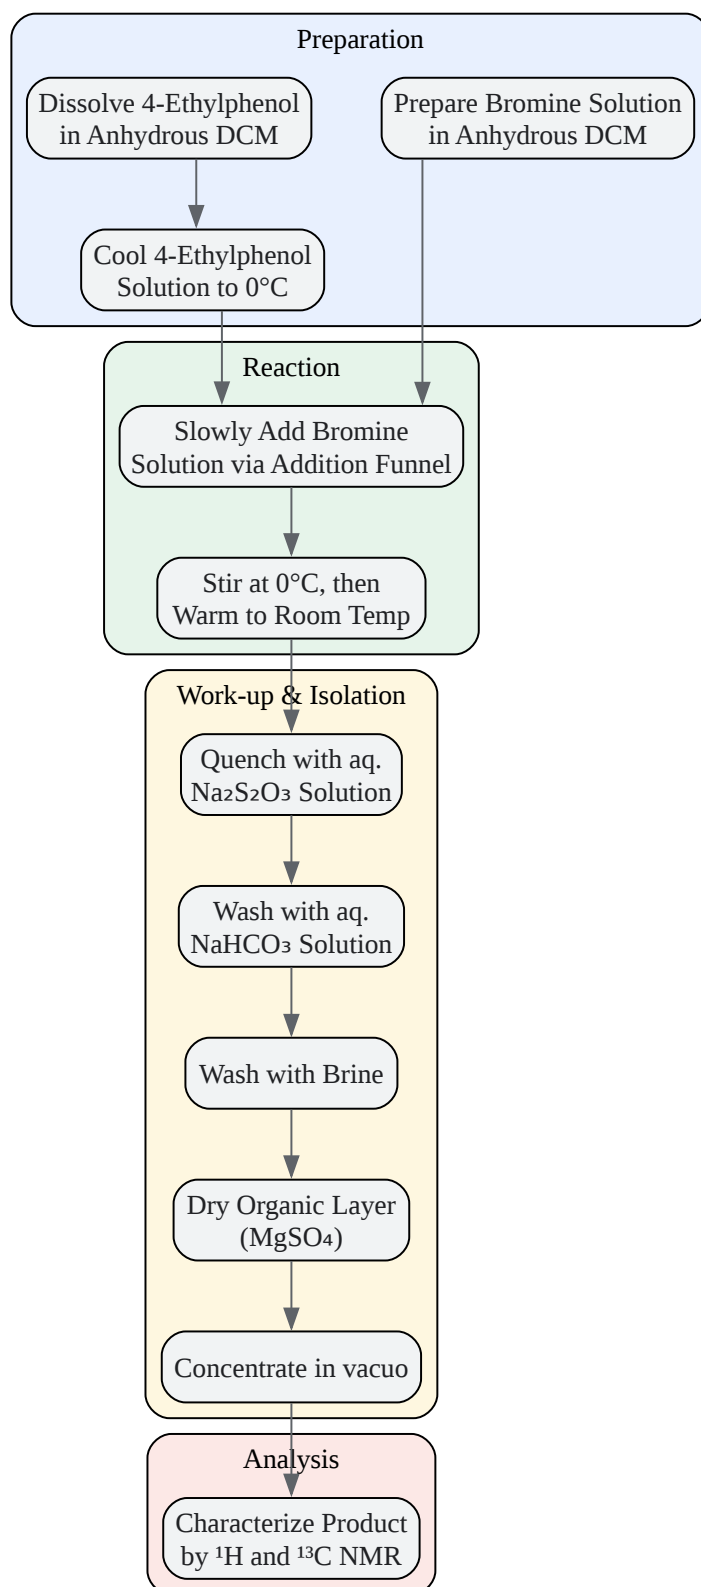 Preparation
Dissolve 4-Ethylphenol
in Anhydrous DCM
Prepare Bromine Solution
in Anhydrous DCM
Cool 4-Ethylphenol
Solution to 0°C
Reaction
Slowly Add Bromine
Solution via Addition Funnel
Stir at 0°C, then
Warm to Room Temp
Work-up & Isolation
Quench with aq.
Na₂S₂O₃ Solution
Wash with aq.
NaHCO₃ Solution
Wash with Brine
Dry Organic Layer
(MgSO₄)
Concentrate in vacuo
Analysis
Characterize Product
by ¹H and ¹³C NMR